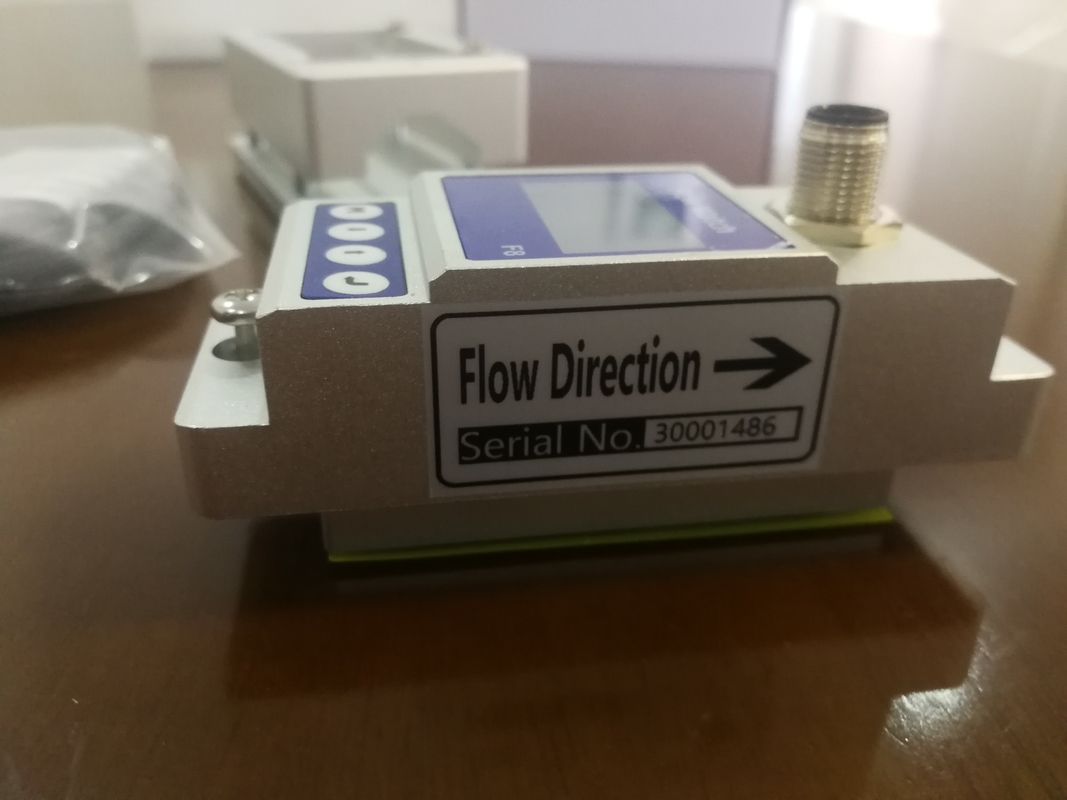 F8
Flow Direction
Serial No. 30001486